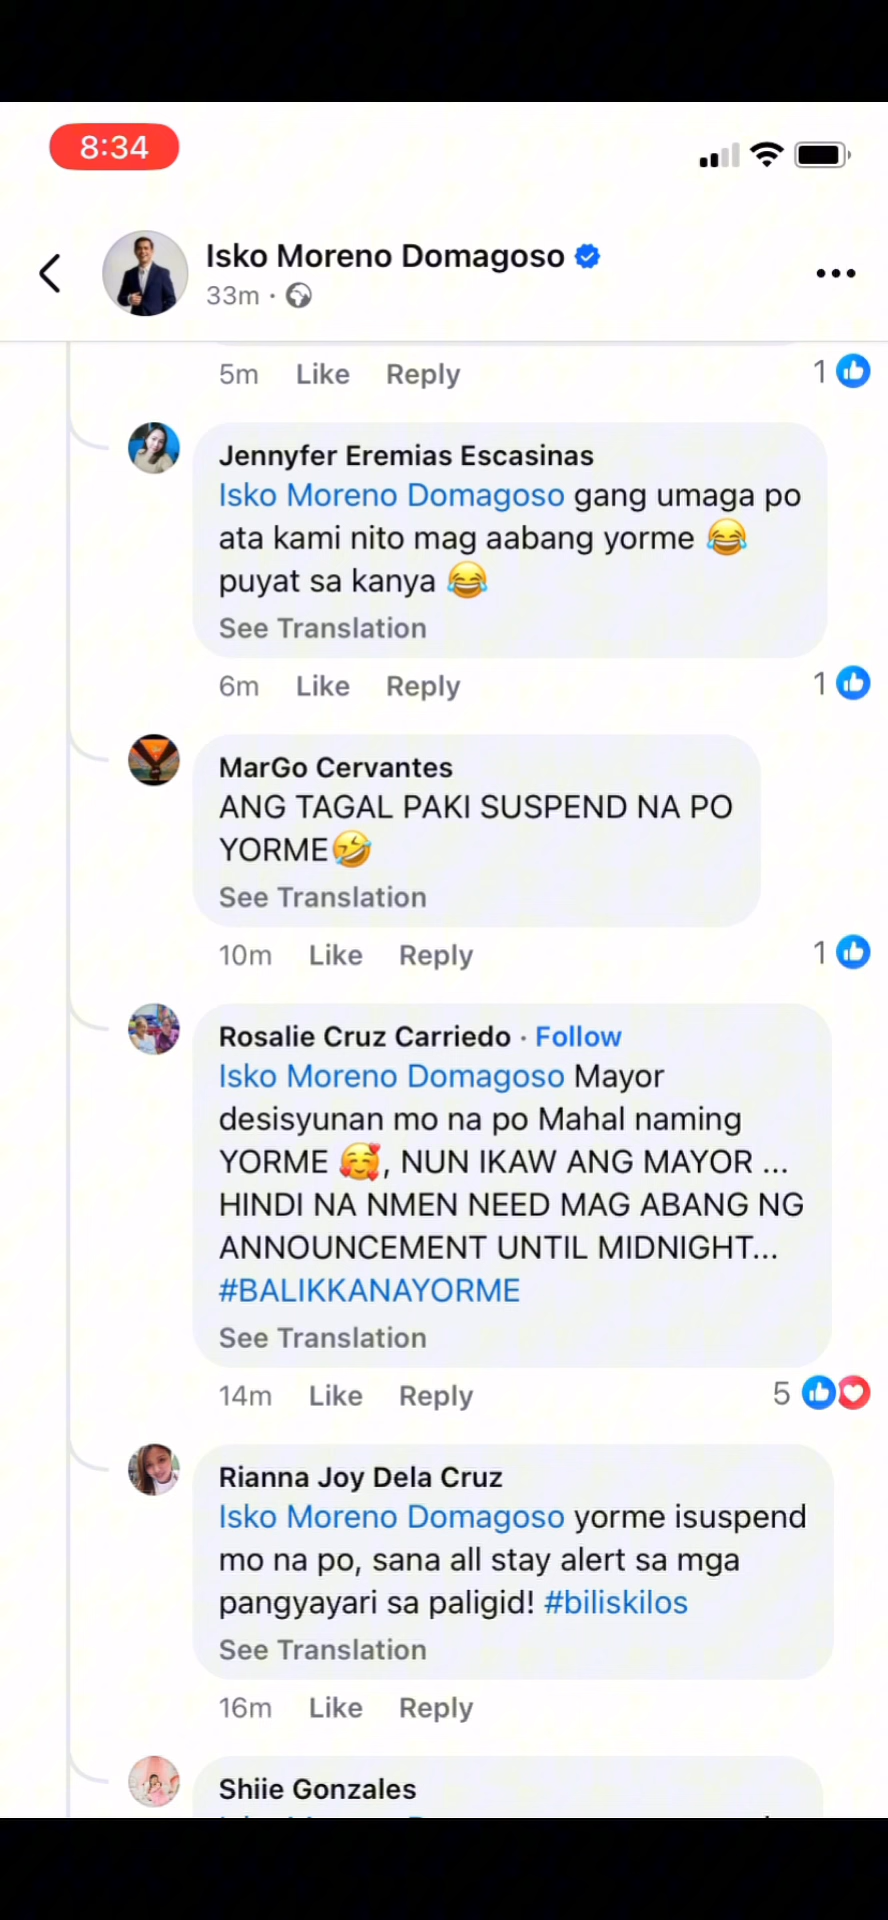 8:34
Isko Moreno Domagoso
33m ·
5m Like Reply 1
Jennyfer Eremias Escasinas
Isko Moreno Domagoso gang umaga po
ata kami nito mag aabang yorme 😂
puyat sa kanya 😂
See Translation
6m Like Reply 1
MarGo Cervantes
ANG TAGAL PAKI SUSPEND NA PO
YORME🤣
See Translation
10m Like Reply 1
Rosalie Cruz Carriedo · Follow
Isko Moreno Domagoso Mayor
desisyunan mo na po Mahal naming
YORME 🥰, NUN IKAW ANG MAYOR ...
HINDI NA NMEN NEED MAG ABANG NG
ANNOUNCEMENT UNTIL MIDNIGHT...
#BALIKKANAYORME
See Translation
14m Like Reply 5
Rianna Joy Dela Cruz
Isko Moreno Domagoso yorme isuspend
mo na po, sana all stay alert sa mga
pangyayari sa paligid! #biliskilos
See Translation
16m Like Reply
Shiie Gonzales